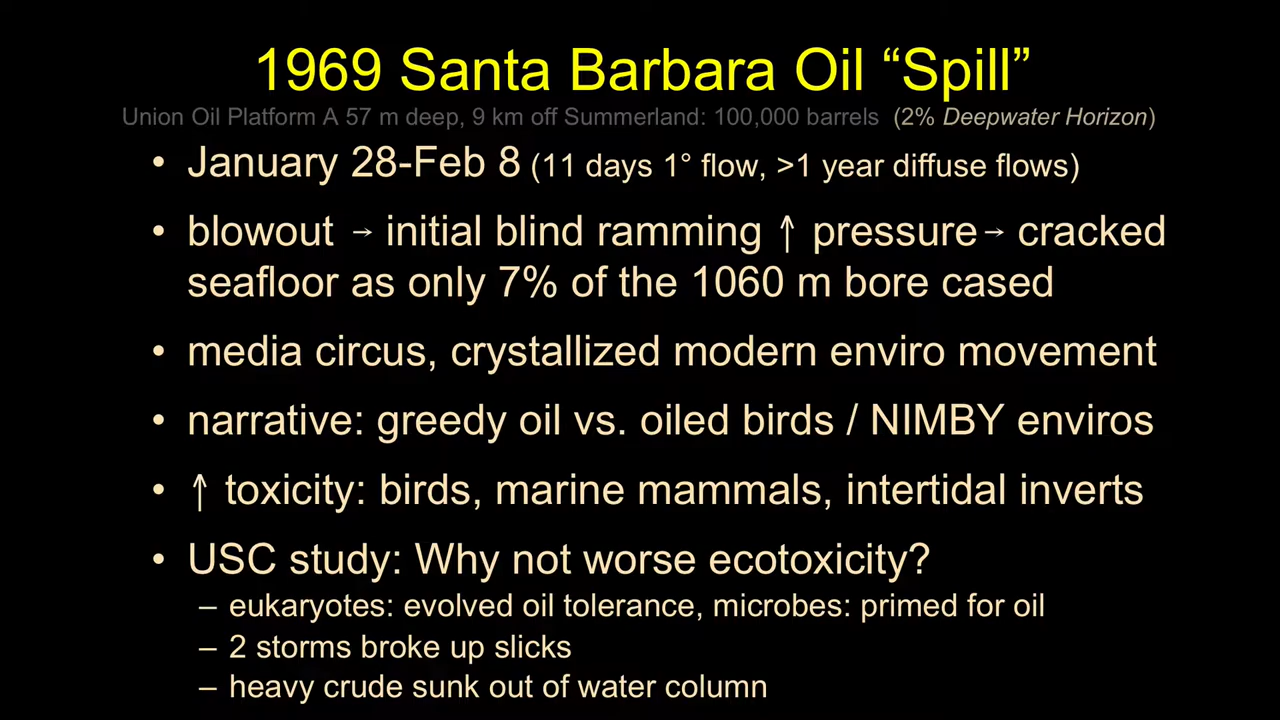 1969 Santa Barbara Oil “Spill”
Union Oil Platform A 57 m deep, 9 km off Summerland: 100,000 barrels (2% Deepwater Horizon)
• January 28-Feb 8 (11 days 1° flow, >1 year diffuse flows)
• blowout → initial blind ramming ↑ pressure→ cracked
seafloor as only 7% of the 1060 m bore cased
• media circus, crystallized modern enviro movement
• narrative: greedy oil vs. oiled birds / NIMBY enviros
• ↑ toxicity: birds, marine mammals, intertidal inverts
• USC study: Why not worse ecotoxicity?
– eukaryotes: evolved oil tolerance, microbes: primed for oil
– 2 storms broke up slicks
– heavy crude sunk out of water column